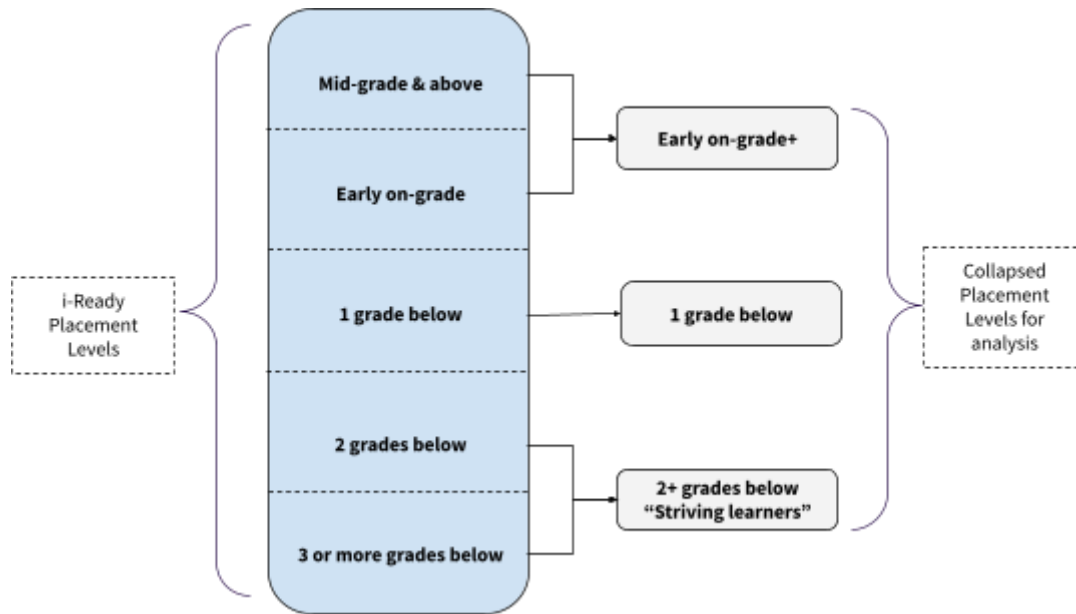 i-Ready
Placement
Levels
Mid-grade & above
Early on-grade
1 grade below
2 grades below
3 or more grades below
Early on-grade+
1 grade below
2+ grades below
“Striving learners”
Collapsed
Placement
Levels for
analysis